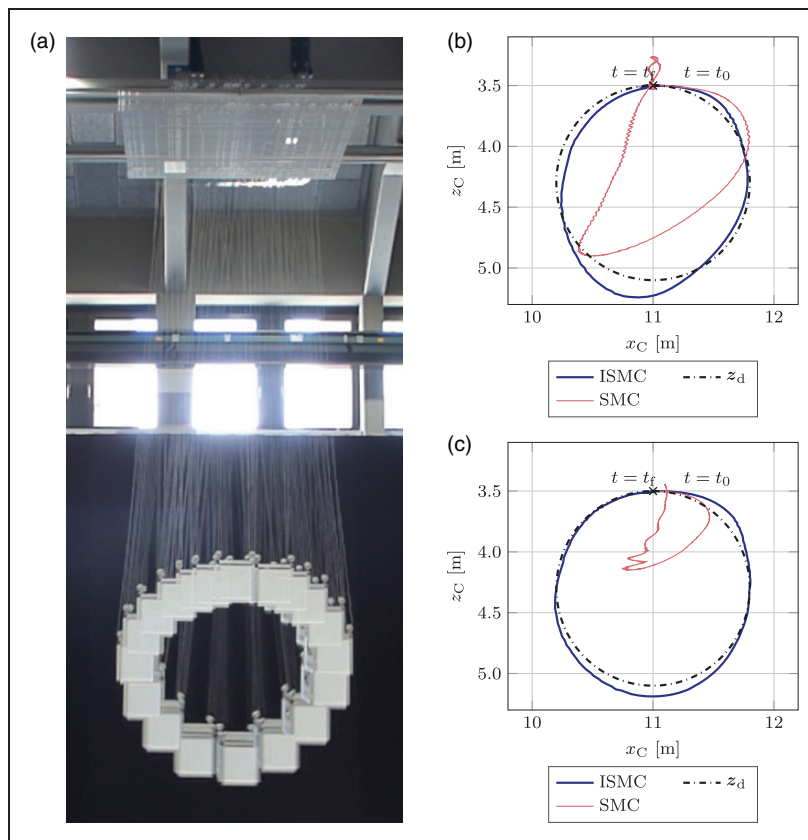 (a)
(b)
t = t_f t = t_0
3.5
4.0
4.5
5.0
z_C [m]
10 11 12
x_C [m]
ISMC z_d
SMC
(c)
t = t_f t = t_0
3.5
4.0
4.5
5.0
z_C [m]
10 11 12
x_C [m]
ISMC z_d
SMC